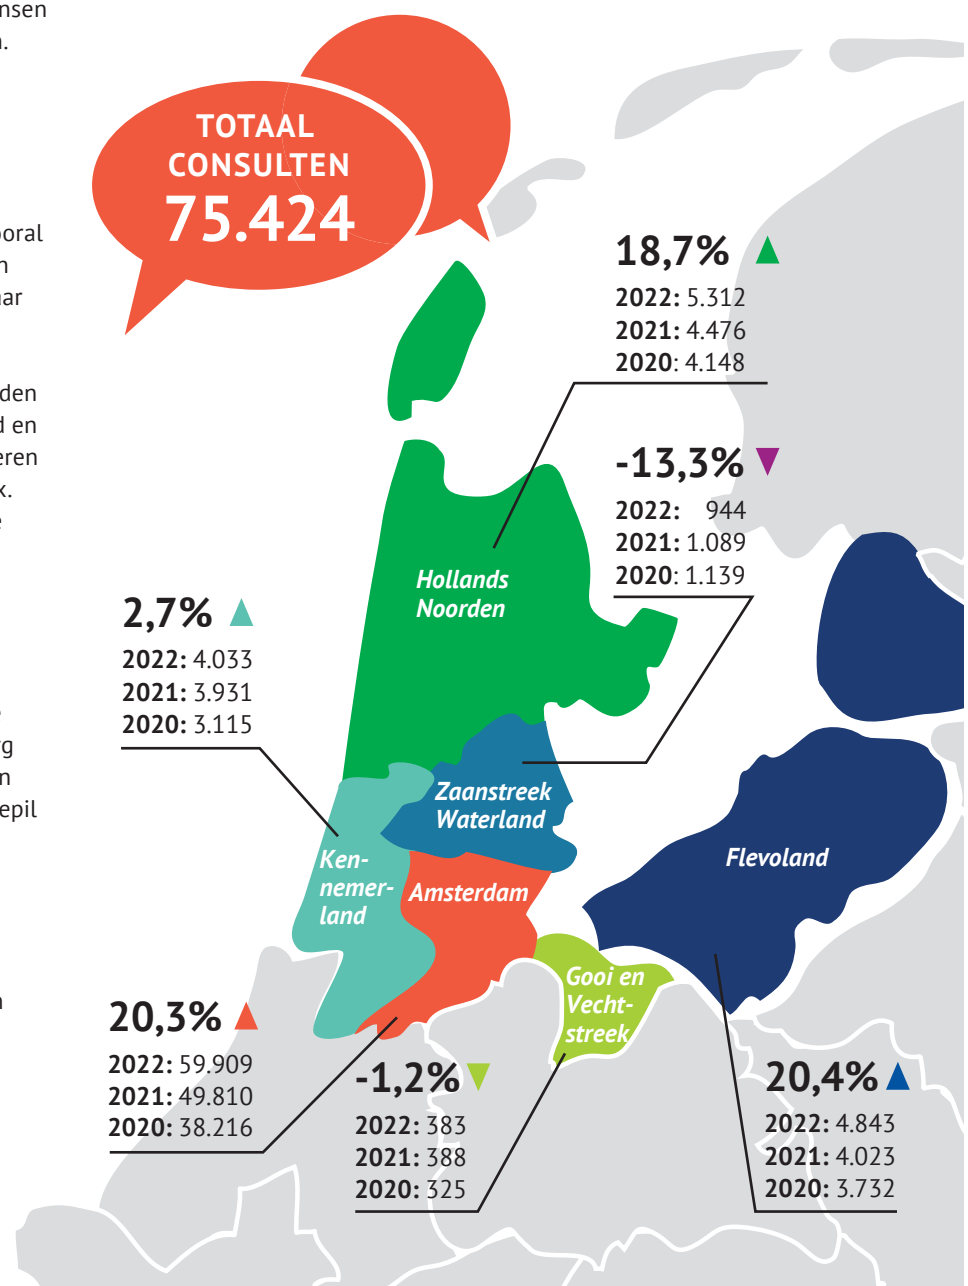 TOTAAL
CONSULTEN
75.424
18,7%
2022: 5.312
2021: 4.476
2020: 4.148
-13,3%
2022: 944
2021: 1.089
2020: 1.139
Hollands
Noorden
2,7%
2022: 4.033
2021: 3.931
2020: 3.115
Zaanstreek
Waterland
Ken-
nemer-
land
Amsterdam
Flevoland
Gooi en
Vecht-
streek
20,3%
2022: 59.909
2021: 49.810
2020: 38.216
-1,2%
2022: 383
2021: 388
2020: 325
20,4%
2022: 4.843
2021: 4.023
2020: 3.732